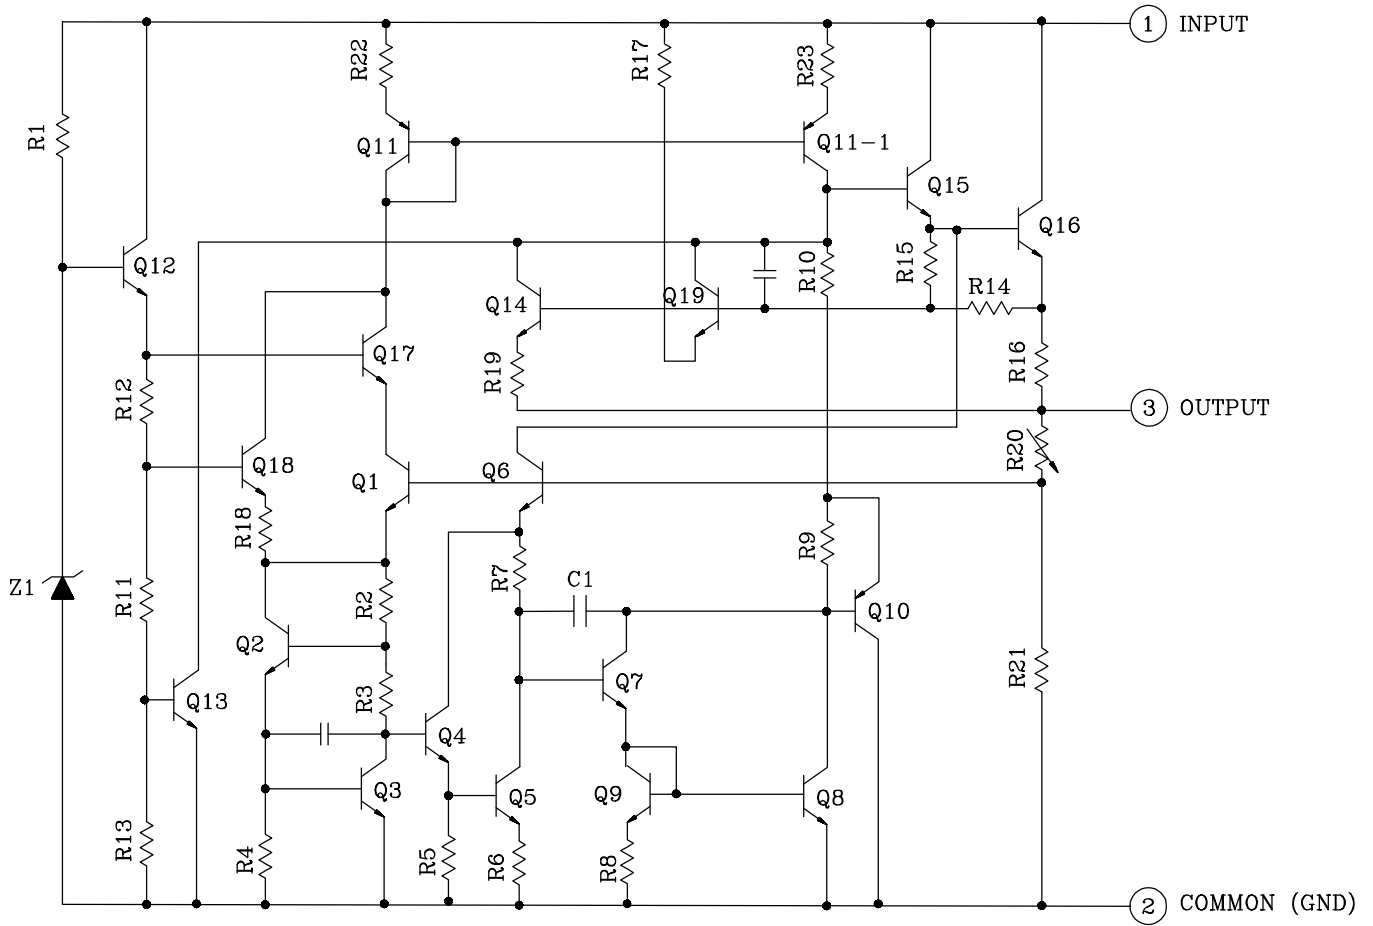 1 INPUT
R22
R17
R23
R1
Q11
Q11-1
Q15
Q16
Q12
R15
R10
Q14
Q19
R14
Q17
R12
R19
R16
3 OUTPUT
Q18
Q1
Q6
R20
R18
R9
Z1
R11
R2
R7
C1
Q10
Q2
Q7
R21
R3
Q13
Q4
Q3
Q5
Q9
Q8
R13
R4
R5
R6
R8
2 COMMON (GND)